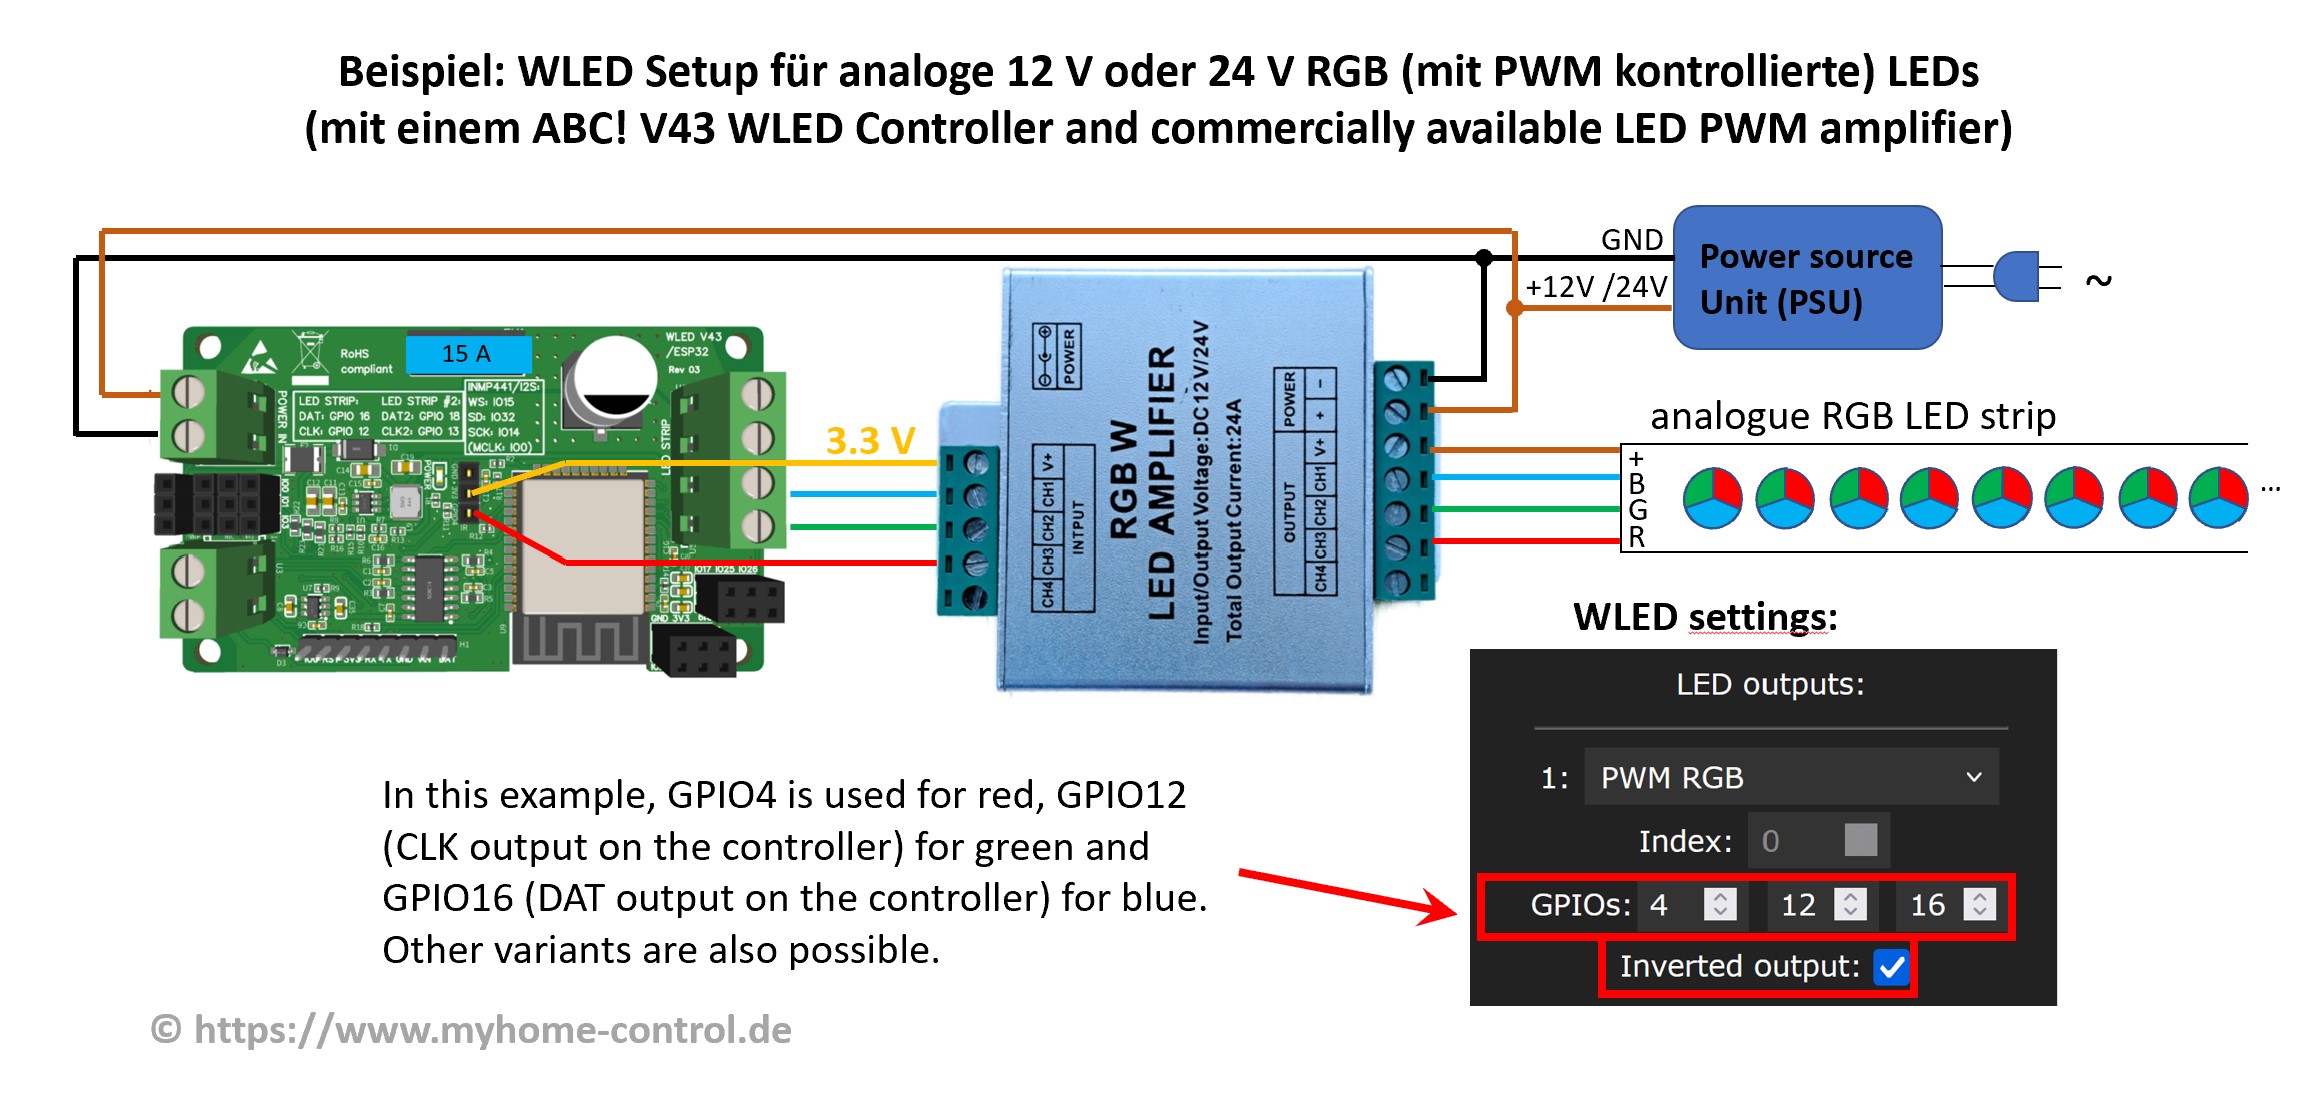 Beispiel: WLED Setup für analoge 12 V oder 24 V RGB (mit PWM kontrollierte) LEDs
(mit einem ABC! V43 WLED Controller and commercially available LED PWM amplifier)
GND
+12V /24V
Power source
Unit (PSU)
~
RoHS
compliant
15 A
WLED V43
/ESP32
Rev 03
LED STRIP:
DAT: GPIO 16
CLK: GPIO 12
LED STRIP #2:
DAT2: GPIO 18
CLK2: GPIO 13
INMP441/I2S:
WS: IO15
SD: IO32
SCK: IO14
(MCLK: IO0)
POWER IN
LED STRIP
POWER
GND 3V3
GPIO4
IO17 IO25 IO26
GND 3V3
3.3 V
POWER
RGB W
LED AMPLIFIER
Input/Output Voltage:DC12V/24V
Total Output Current:24A
INTPUT
CH4 CH3 CH2 CH1 V+
OUTPUT
CH4 CH3 CH2 CH1 V+
POWER
+ −
analogue RGB LED strip
+
B
G
R
...
WLED settings:
LED outputs:
1: PWM RGB
Index: 0
GPIOs: 4 12 16
Inverted output:
In this example, GPIO4 is used for red, GPIO12
(CLK output on the controller) for green and
GPIO16 (DAT output on the controller) for blue.
Other variants are also possible.
© https://www.myhome-control.de